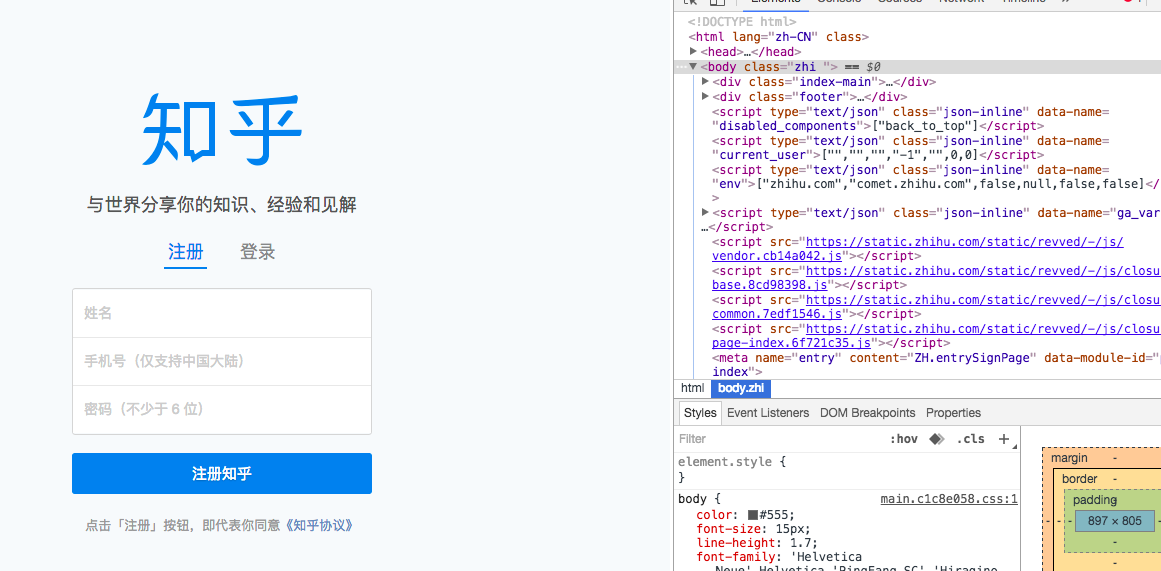 知乎
与世界分享你的知识、经验和见解
注册 登录
姓名
手机号（仅支持中国大陆）
密码（不少于 6 位）
注册知乎
点击「注册」按钮，即代表你同意《知乎协议》
Elements Console Sources Network Timeline »
<!DOCTYPE html>
<html lang="zh-CN" class>
<head>…</head>
<body class="zhi "> == $0
<div class="index-main">…</div>
<div class="footer">…</div>
<script type="text/json" class="json-inline" data-name=
"disabled_components">["back_to_top"]</script>
<script type="text/json" class="json-inline" data-name=
"current_user">["","","","-1","",0,0]</script>
<script type="text/json" class="json-inline" data-name=
"env">["zhihu.com","comet.zhihu.com",false,null,false,false]</
>
<script type="text/json" class="json-inline" data-name="ga_var
…</script>
<script src="https://static.zhihu.com/static/revved/-/js/
vendor.cb14a042.js"></script>
<script src="https://static.zhihu.com/static/revved/-/js/closu
base.8cd98398.js"></script>
<script src="https://static.zhihu.com/static/revved/-/js/closu
common.7edf1546.js"></script>
<script src="https://static.zhihu.com/static/revved/-/js/closu
page-index.6f721c35.js"></script>
<meta name="entry" content="ZH.entrySignPage" data-module-id=
index">
html body.zhi
Styles Event Listeners DOM Breakpoints Properties
Filter :hov .cls +
element.style {
}
body { main.c1c8e058.css:1
color: #555;
font-size: 15px;
line-height: 1.7;
font-family: 'Helvetica
Neue',Helvetica,'PingFang SC','Hiragino
margin -
border -
padding -
- - - 897 × 805 -
-
-